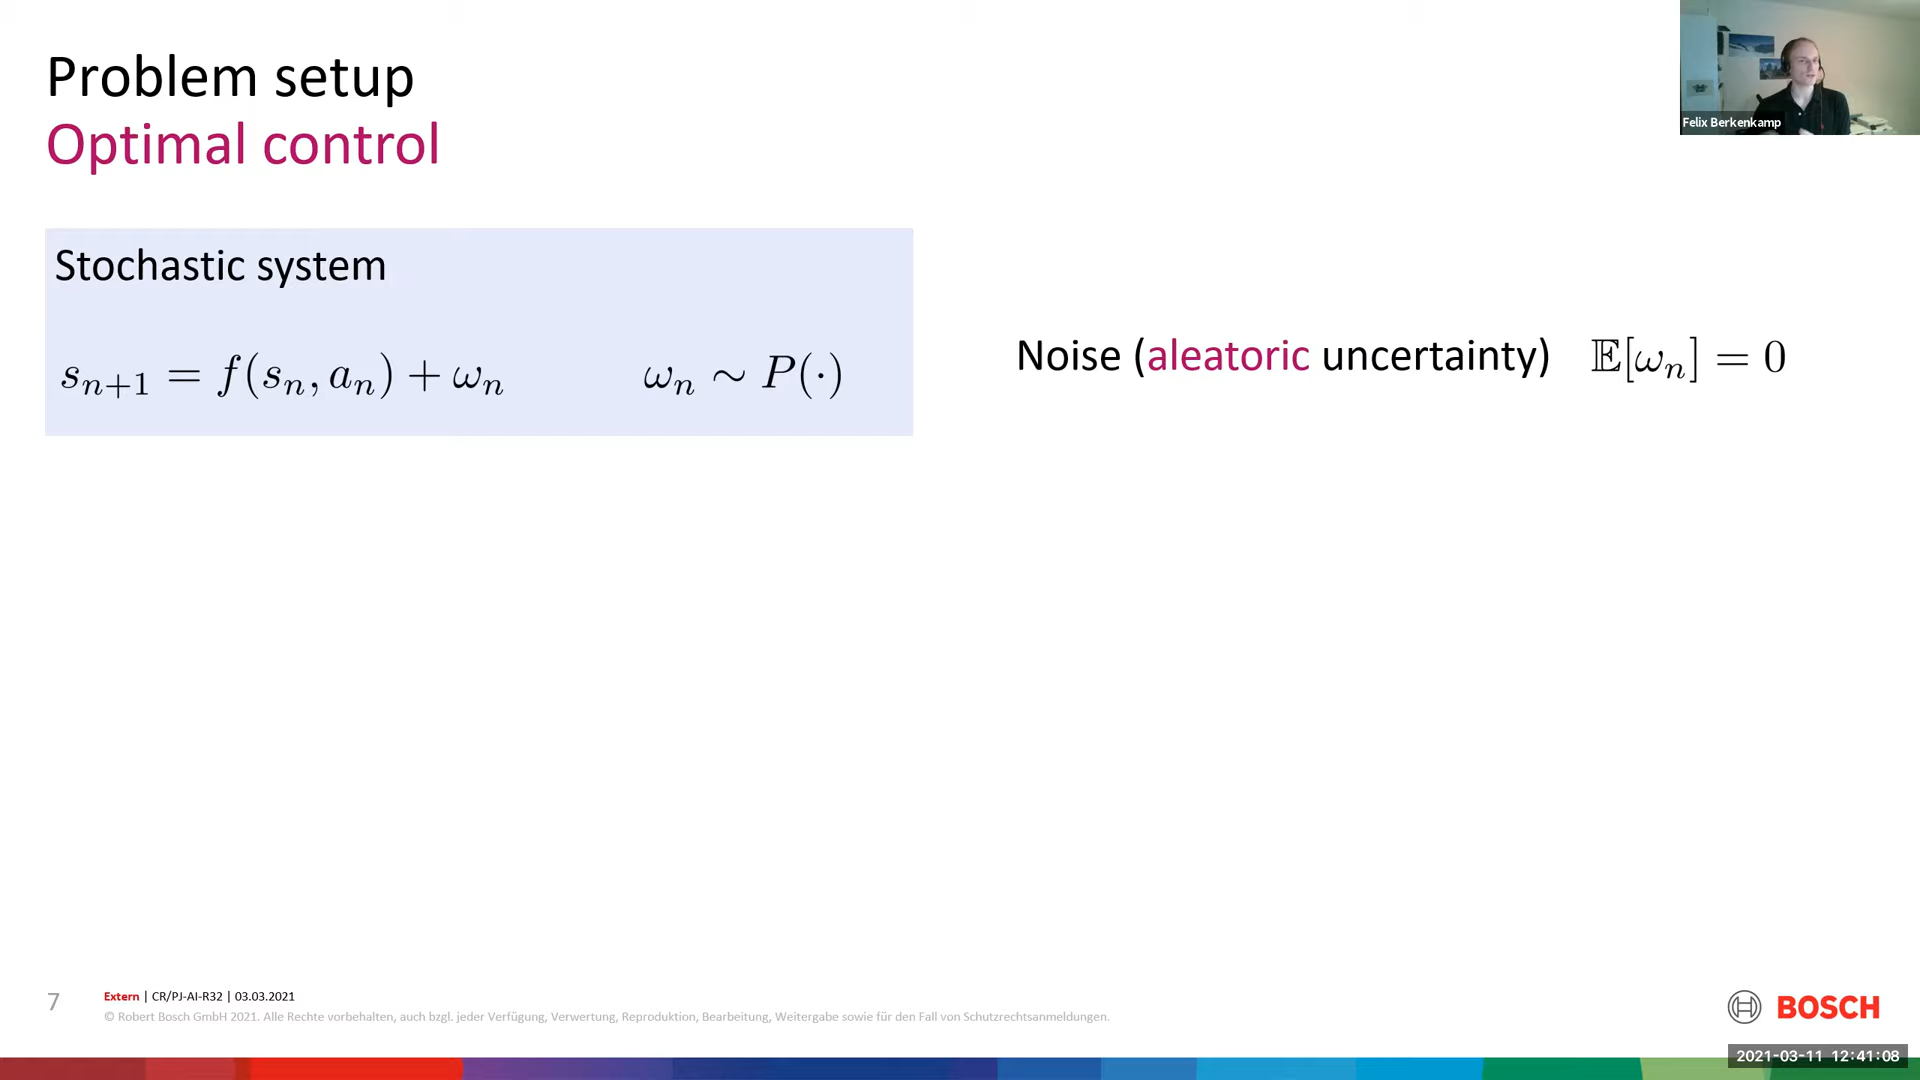 Problem setup
Optimal control
Felix Berkenkamp
Stochastic system
s_{n+1} = f(s_n, a_n) + ω_n    ω_n ∼ P(·)
Noise (aleatoric uncertainty)    𝔼[ω_n] = 0
7
Extern | CR/PJ-AI-R32 | 03.03.2021
© Robert Bosch GmbH 2021. Alle Rechte vorbehalten, auch bzgl. jeder Verfügung, Verwertung, Reproduktion, Bearbeitung, Weitergabe sowie für den Fall von Schutzrechtsanmeldungen.
BOSCH
2021-03-11 12:41:08